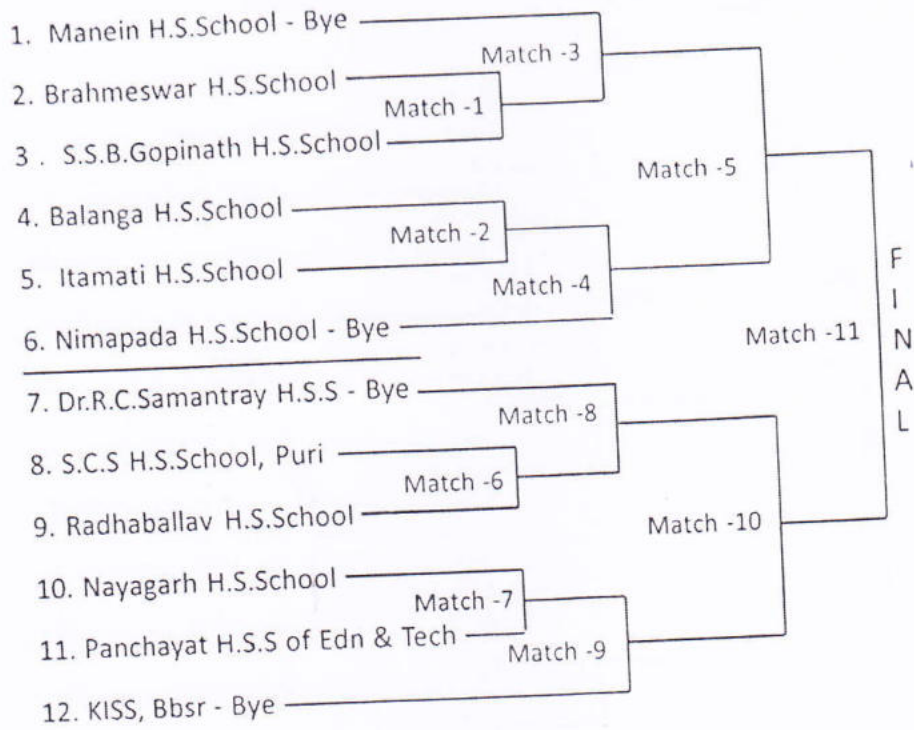 1. Manein H.S.School - Bye
Match -3
2. Brahmeswar H.S.School
Match -1
3 . S.S.B.Gopinath H.S.School
Match -5
4. Balanga H.S.School
Match -2
5. Itamati H.S.School
Match -4
6. Nimapada H.S.School - Bye
Match -11
FINAL
7. Dr.R.C.Samantray H.S.S - Bye
Match -8
8. S.C.S H.S.School, Puri
Match -6
9. Radhaballav H.S.School
Match -10
10. Nayagarh H.S.School
Match -7
11. Panchayat H.S.S of Edn & Tech
Match -9
12. KISS, Bbsr - Bye